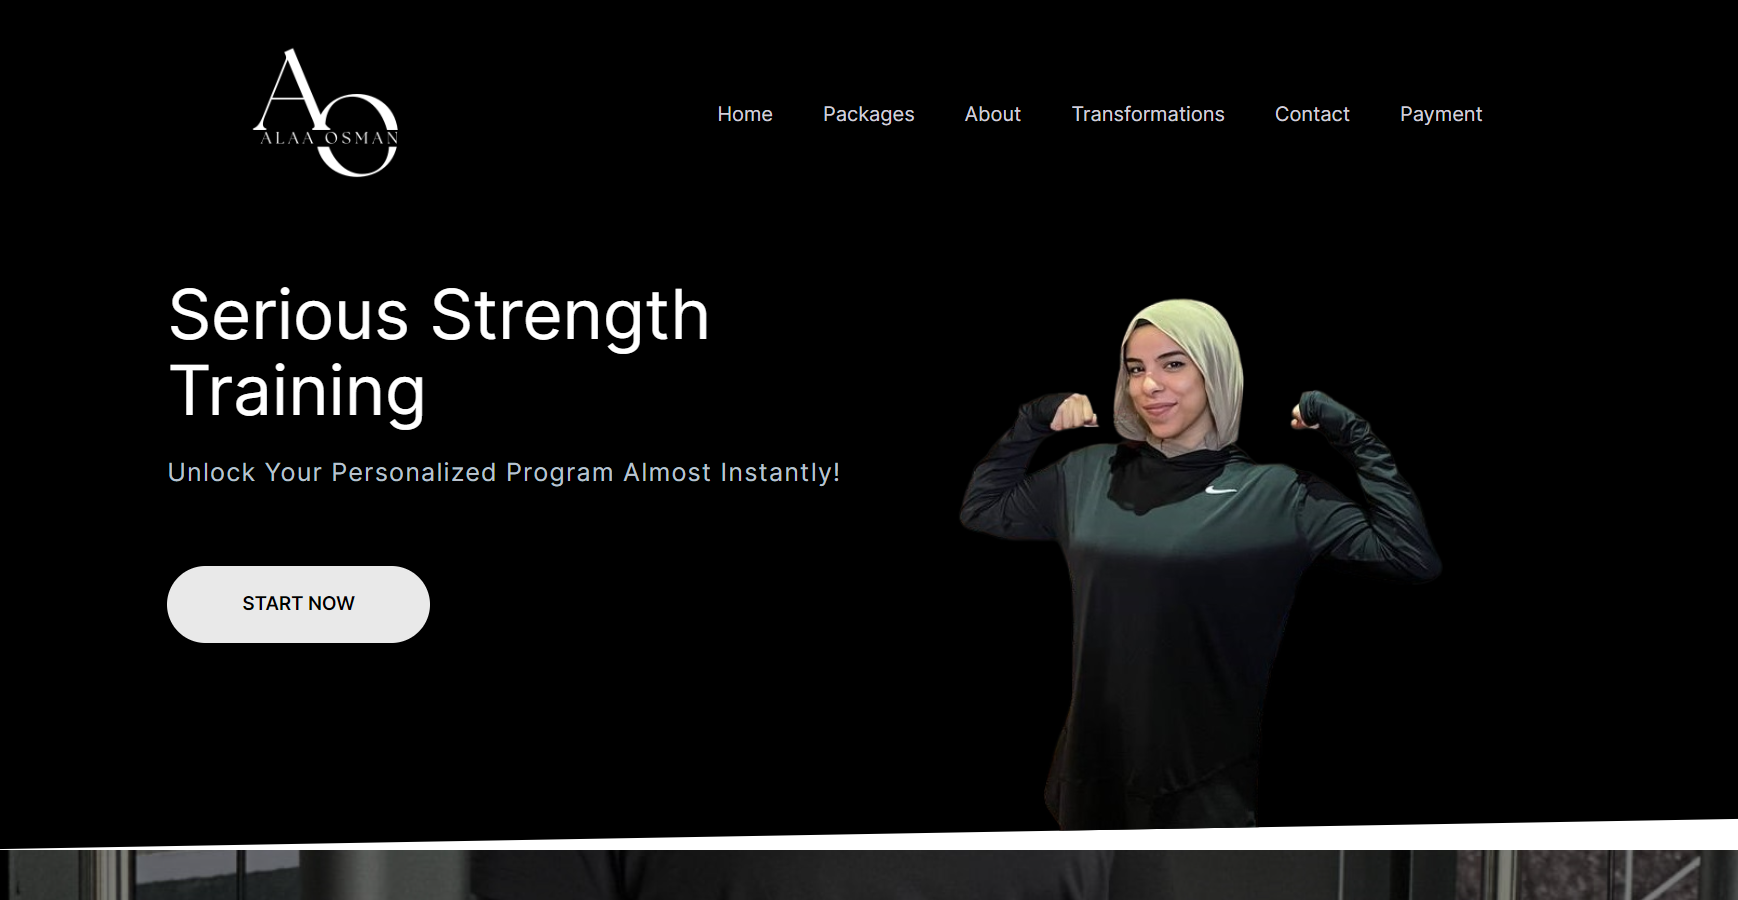 AO
ALAA OSMAN
Home Packages About Transformations Contact Payment
Serious Strength
Training
Unlock Your Personalized Program Almost Instantly!
START NOW